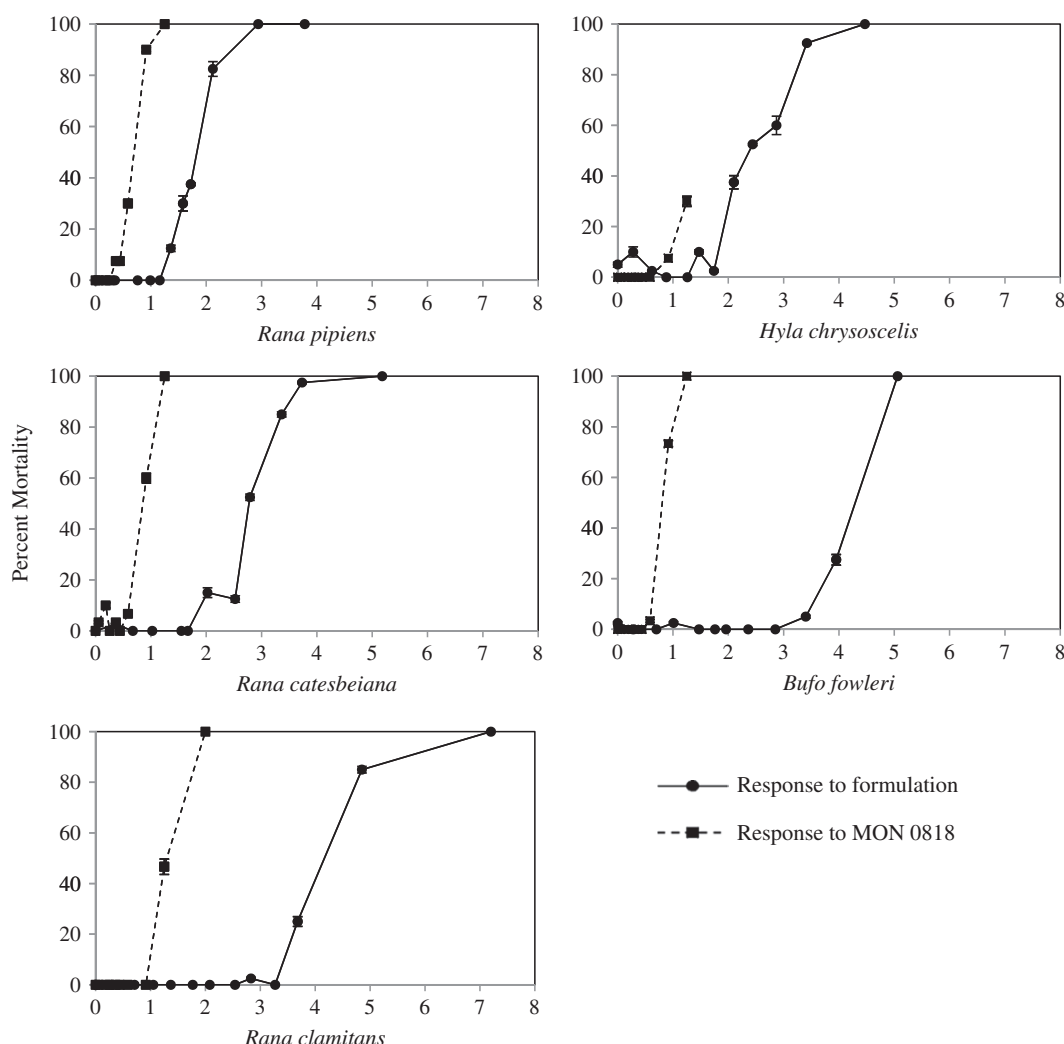 100
80
60
40
20
0
0 1 2 3 4 5 6 7 8
Rana pipiens
100
80
60
40
20
0
0 1 2 3 4 5 6 7 8
Hyla chrysoscelis
Percent Mortality
100
80
60
40
20
0
0 1 2 3 4 5 6 7 8
Rana catesbeiana
100
80
60
40
20
0
0 1 2 3 4 5 6 7 8
Bufo fowleri
100
80
60
40
20
0
0 1 2 3 4 5 6 7 8
Rana clamitans
Response to formulation
Response to MON 0818